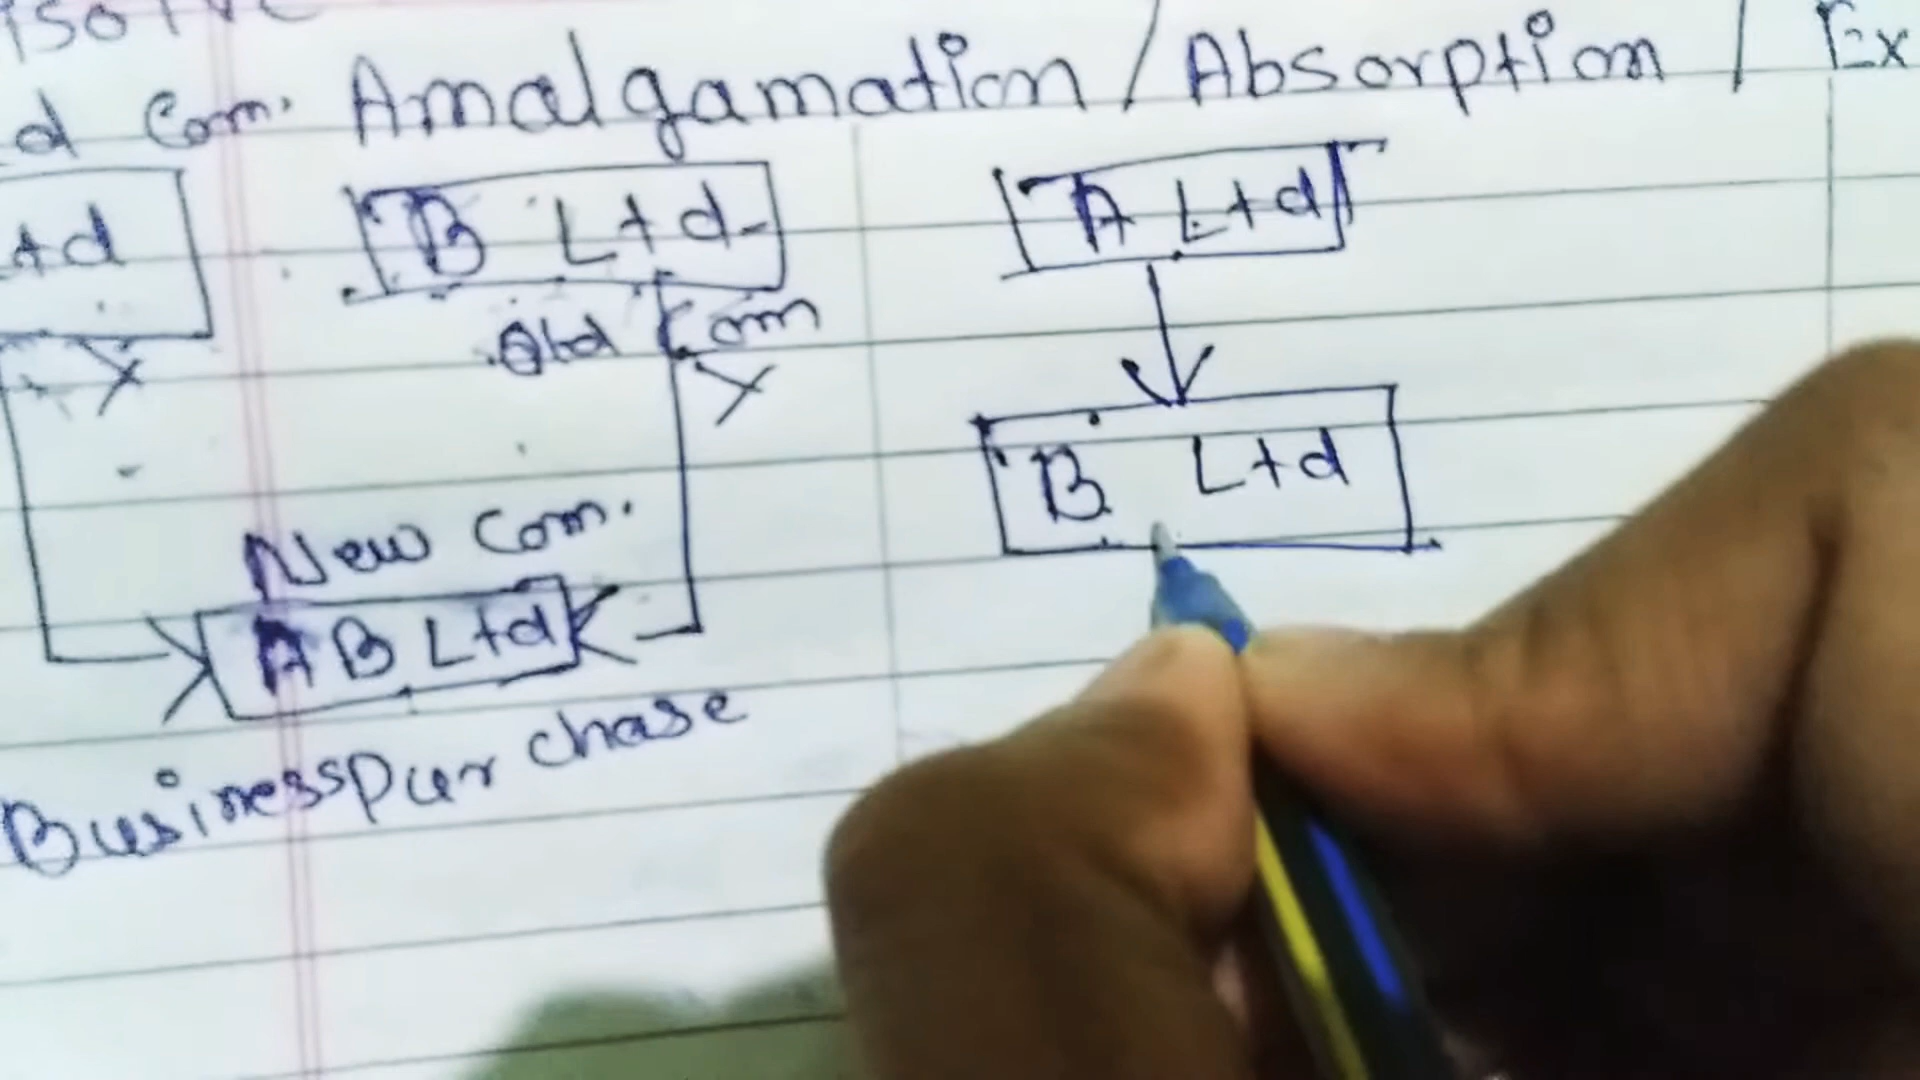 d Com. Amalgamation / Absorption / Ex
Ltd B Ltd A Ltd
Old Com
X X
B Ltd
New Com.
AB Ltd
Business Purchase